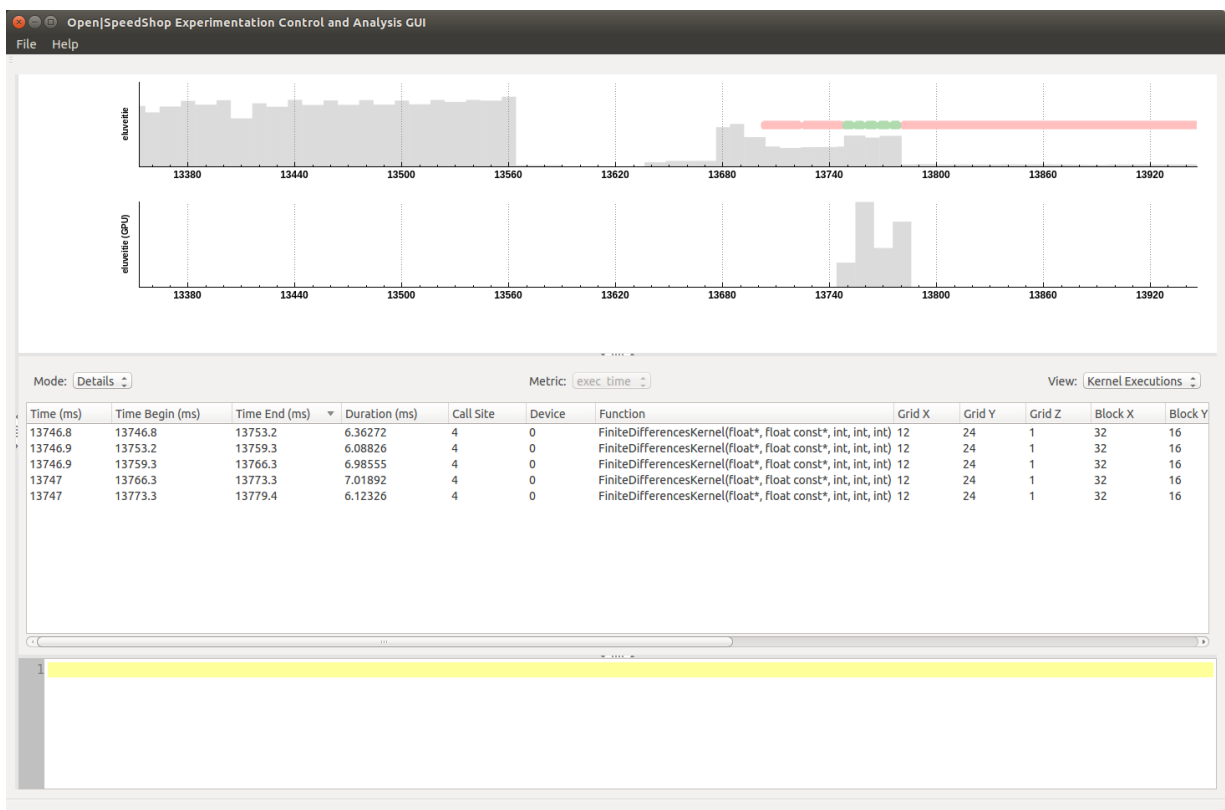 Open|SpeedShop Experimentation Control and Analysis GUI
File Help
eluveitie
13380 13440 13500 13560 13620 13680 13740 13800 13860 13920
eluveitie (GPU)
13380 13440 13500 13560 13620 13680 13740 13800 13860 13920
Mode: Details Metric: exec_time View: Kernel Executions
Time (ms) Time Begin (ms) Time End (ms) Duration (ms) Call Site Device Function Grid X Grid Y Grid Z Block X Block Y
13746.8 13746.8 13753.2 6.36272 4 0 FiniteDifferencesKernel(float*, float const*, int, int, int) 12 24 1 32 16
13746.9 13753.2 13759.3 6.08826 4 0 FiniteDifferencesKernel(float*, float const*, int, int, int) 12 24 1 32 16
13746.9 13759.3 13766.3 6.98555 4 0 FiniteDifferencesKernel(float*, float const*, int, int, int) 12 24 1 32 16
13747 13766.3 13773.3 7.01892 4 0 FiniteDifferencesKernel(float*, float const*, int, int, int) 12 24 1 32 16
13747 13773.3 13779.4 6.12326 4 0 FiniteDifferencesKernel(float*, float const*, int, int, int) 12 24 1 32 16
1